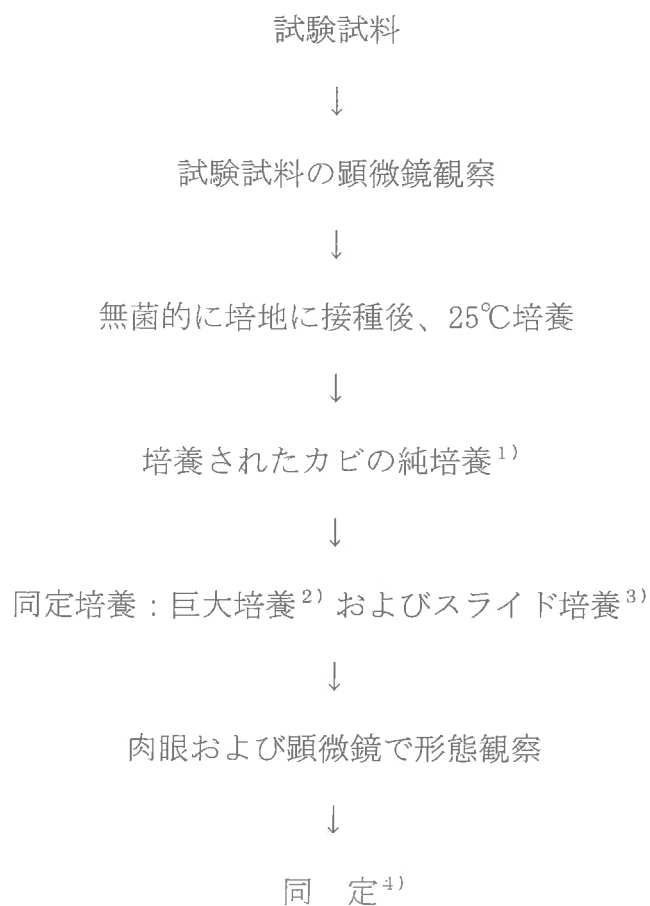 試験試料
↓
試験試料の顕微鏡観察
↓
無菌的に培地に接種後、25℃培養
↓
培養されたカビの純培養1)
↓
同定培養：巨大培養2) およびスライド培養3)
↓
肉眼および顕微鏡で形態観察
↓
同　定4)